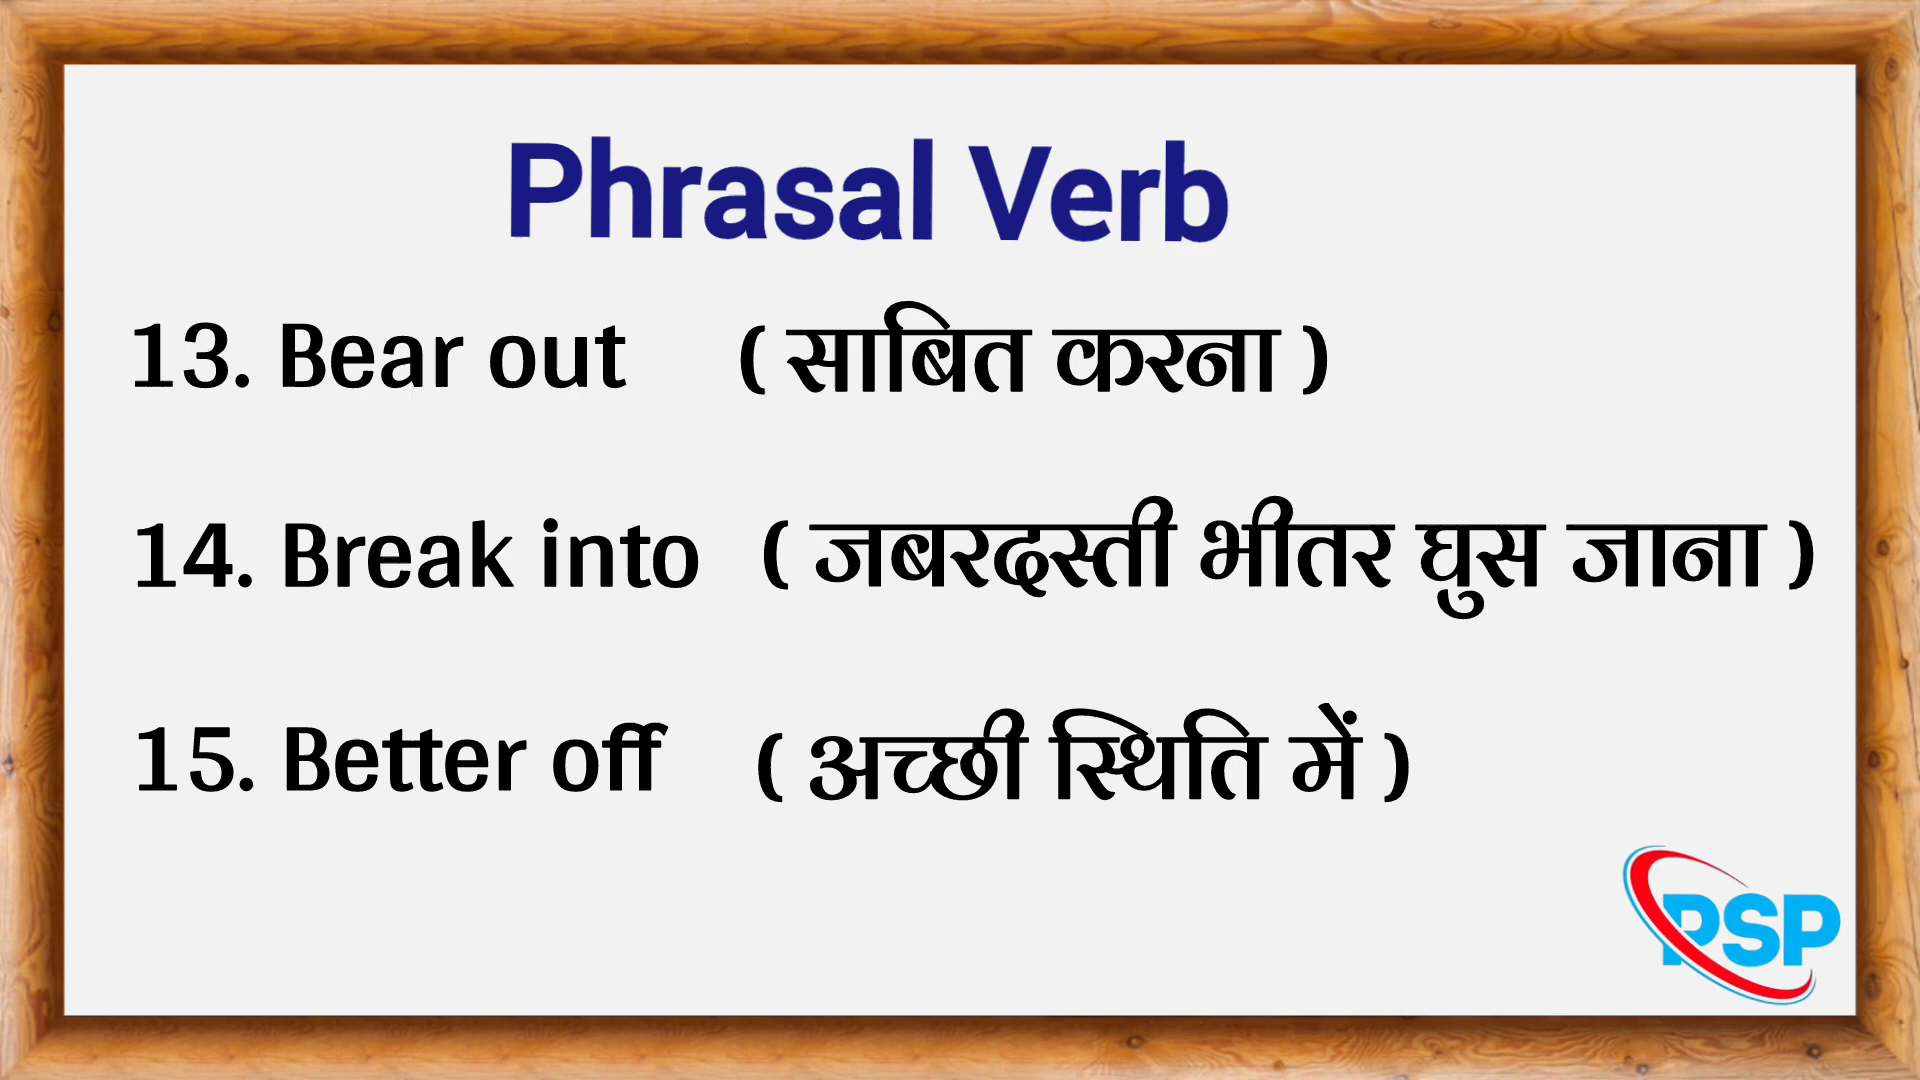 Phrasal Verb
13. Bear out ( साबित करना )
14. Break into ( जबरदस्ती भीतर घुस जाना )
15. Better off ( अच्छी स्थिति में )
PSP